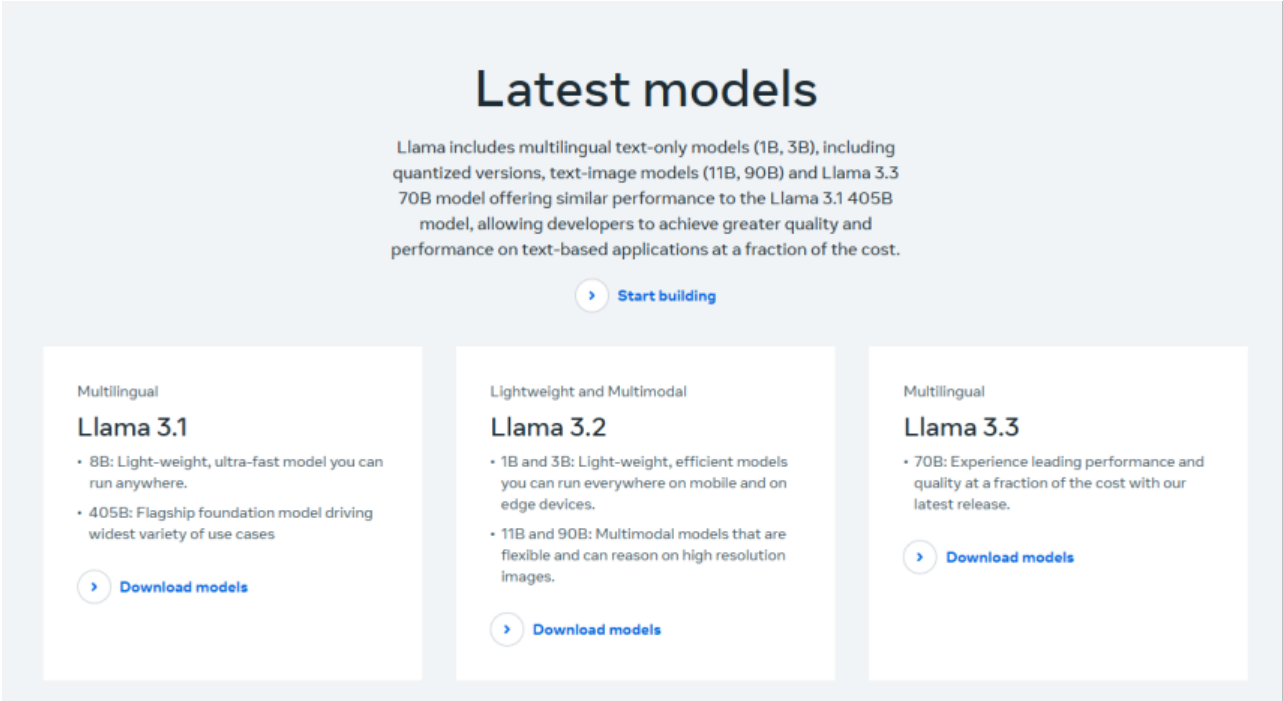 Latest models
Llama includes multilingual text-only models (1B, 3B), including
quantized versions, text-image models (11B, 90B) and Llama 3.3
70B model offering similar performance to the Llama 3.1 405B
model, allowing developers to achieve greater quality and
performance on text-based applications at a fraction of the cost.
Start building
Multilingual
Llama 3.1
• 8B: Light-weight, ultra-fast model you can
run anywhere.
• 405B: Flagship foundation model driving
widest variety of use cases
Download models
Lightweight and Multimodal
Llama 3.2
• 1B and 3B: Light-weight, efficient models
you can run everywhere on mobile and on
edge devices.
• 11B and 90B: Multimodal models that are
flexible and can reason on high resolution
images.
Download models
Multilingual
Llama 3.3
• 70B: Experience leading performance and
quality at a fraction of the cost with our
latest release.
Download models